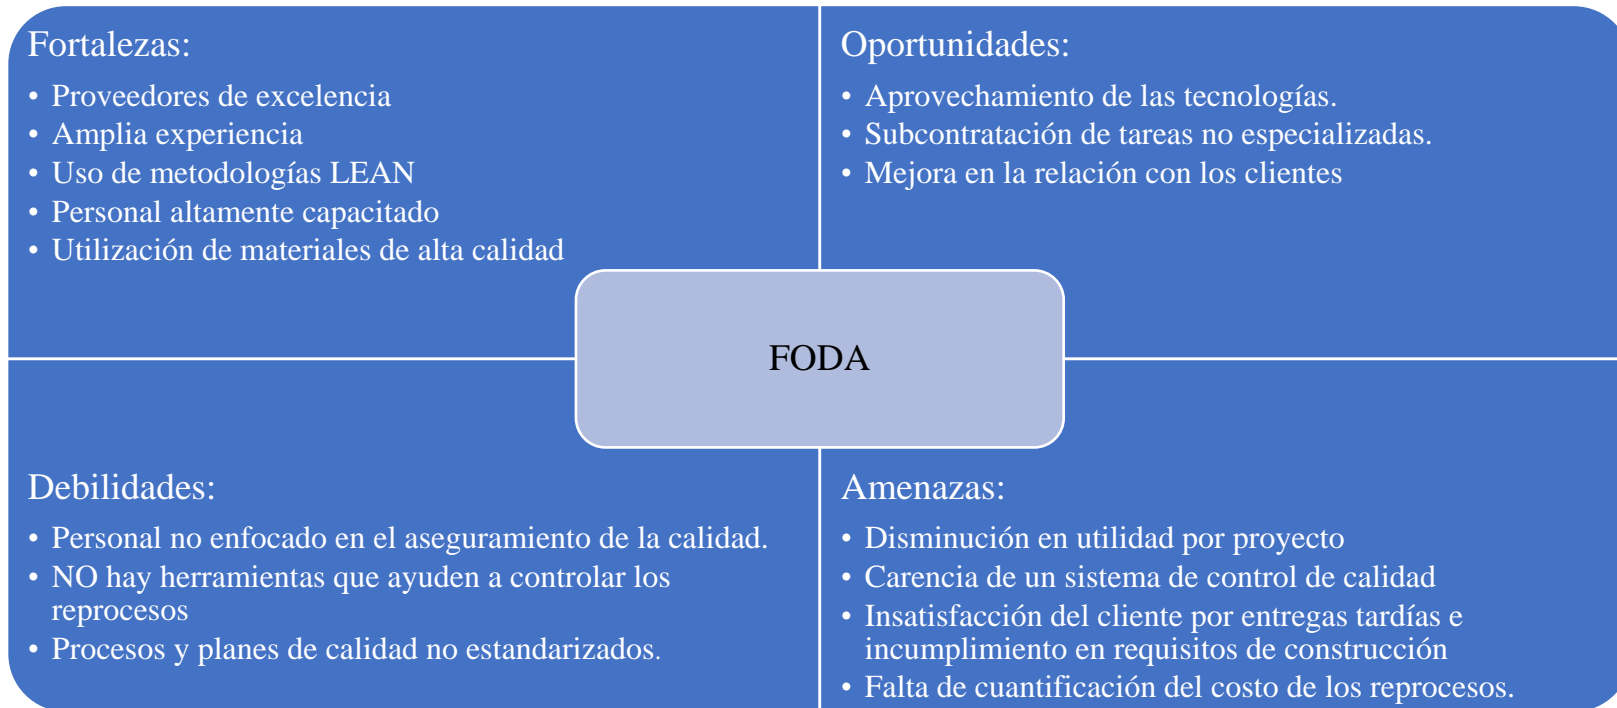 Fortalezas:
• Proveedores de excelencia
• Amplia experiencia
• Uso de metodologías LEAN
• Personal altamente capacitado
• Utilización de materiales de alta calidad
Oportunidades:
• Aprovechamiento de las tecnologías.
• Subcontratación de tareas no especializadas.
• Mejora en la relación con los clientes
FODA
Debilidades:
• Personal no enfocado en el aseguramiento de la calidad.
• NO hay herramientas que ayuden a controlar los
reprocesos
• Procesos y planes de calidad no estandarizados.
Amenazas:
• Disminución en utilidad por proyecto
• Carencia de un sistema de control de calidad
• Insatisfacción del cliente por entregas tardías e
incumplimiento en requisitos de construcción
• Falta de cuantificación del costo de los reprocesos.